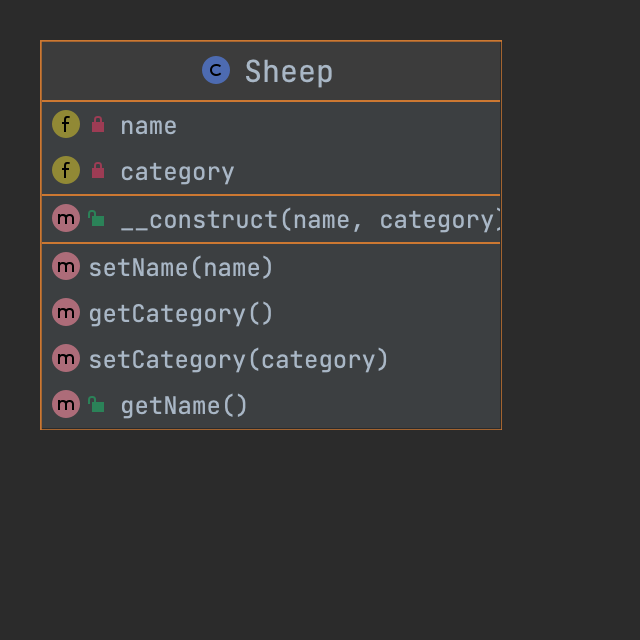 C Sheep
f name
f category
m __construct(name, category)
m setName(name)
m getCategory()
m setCategory(category)
m getName()